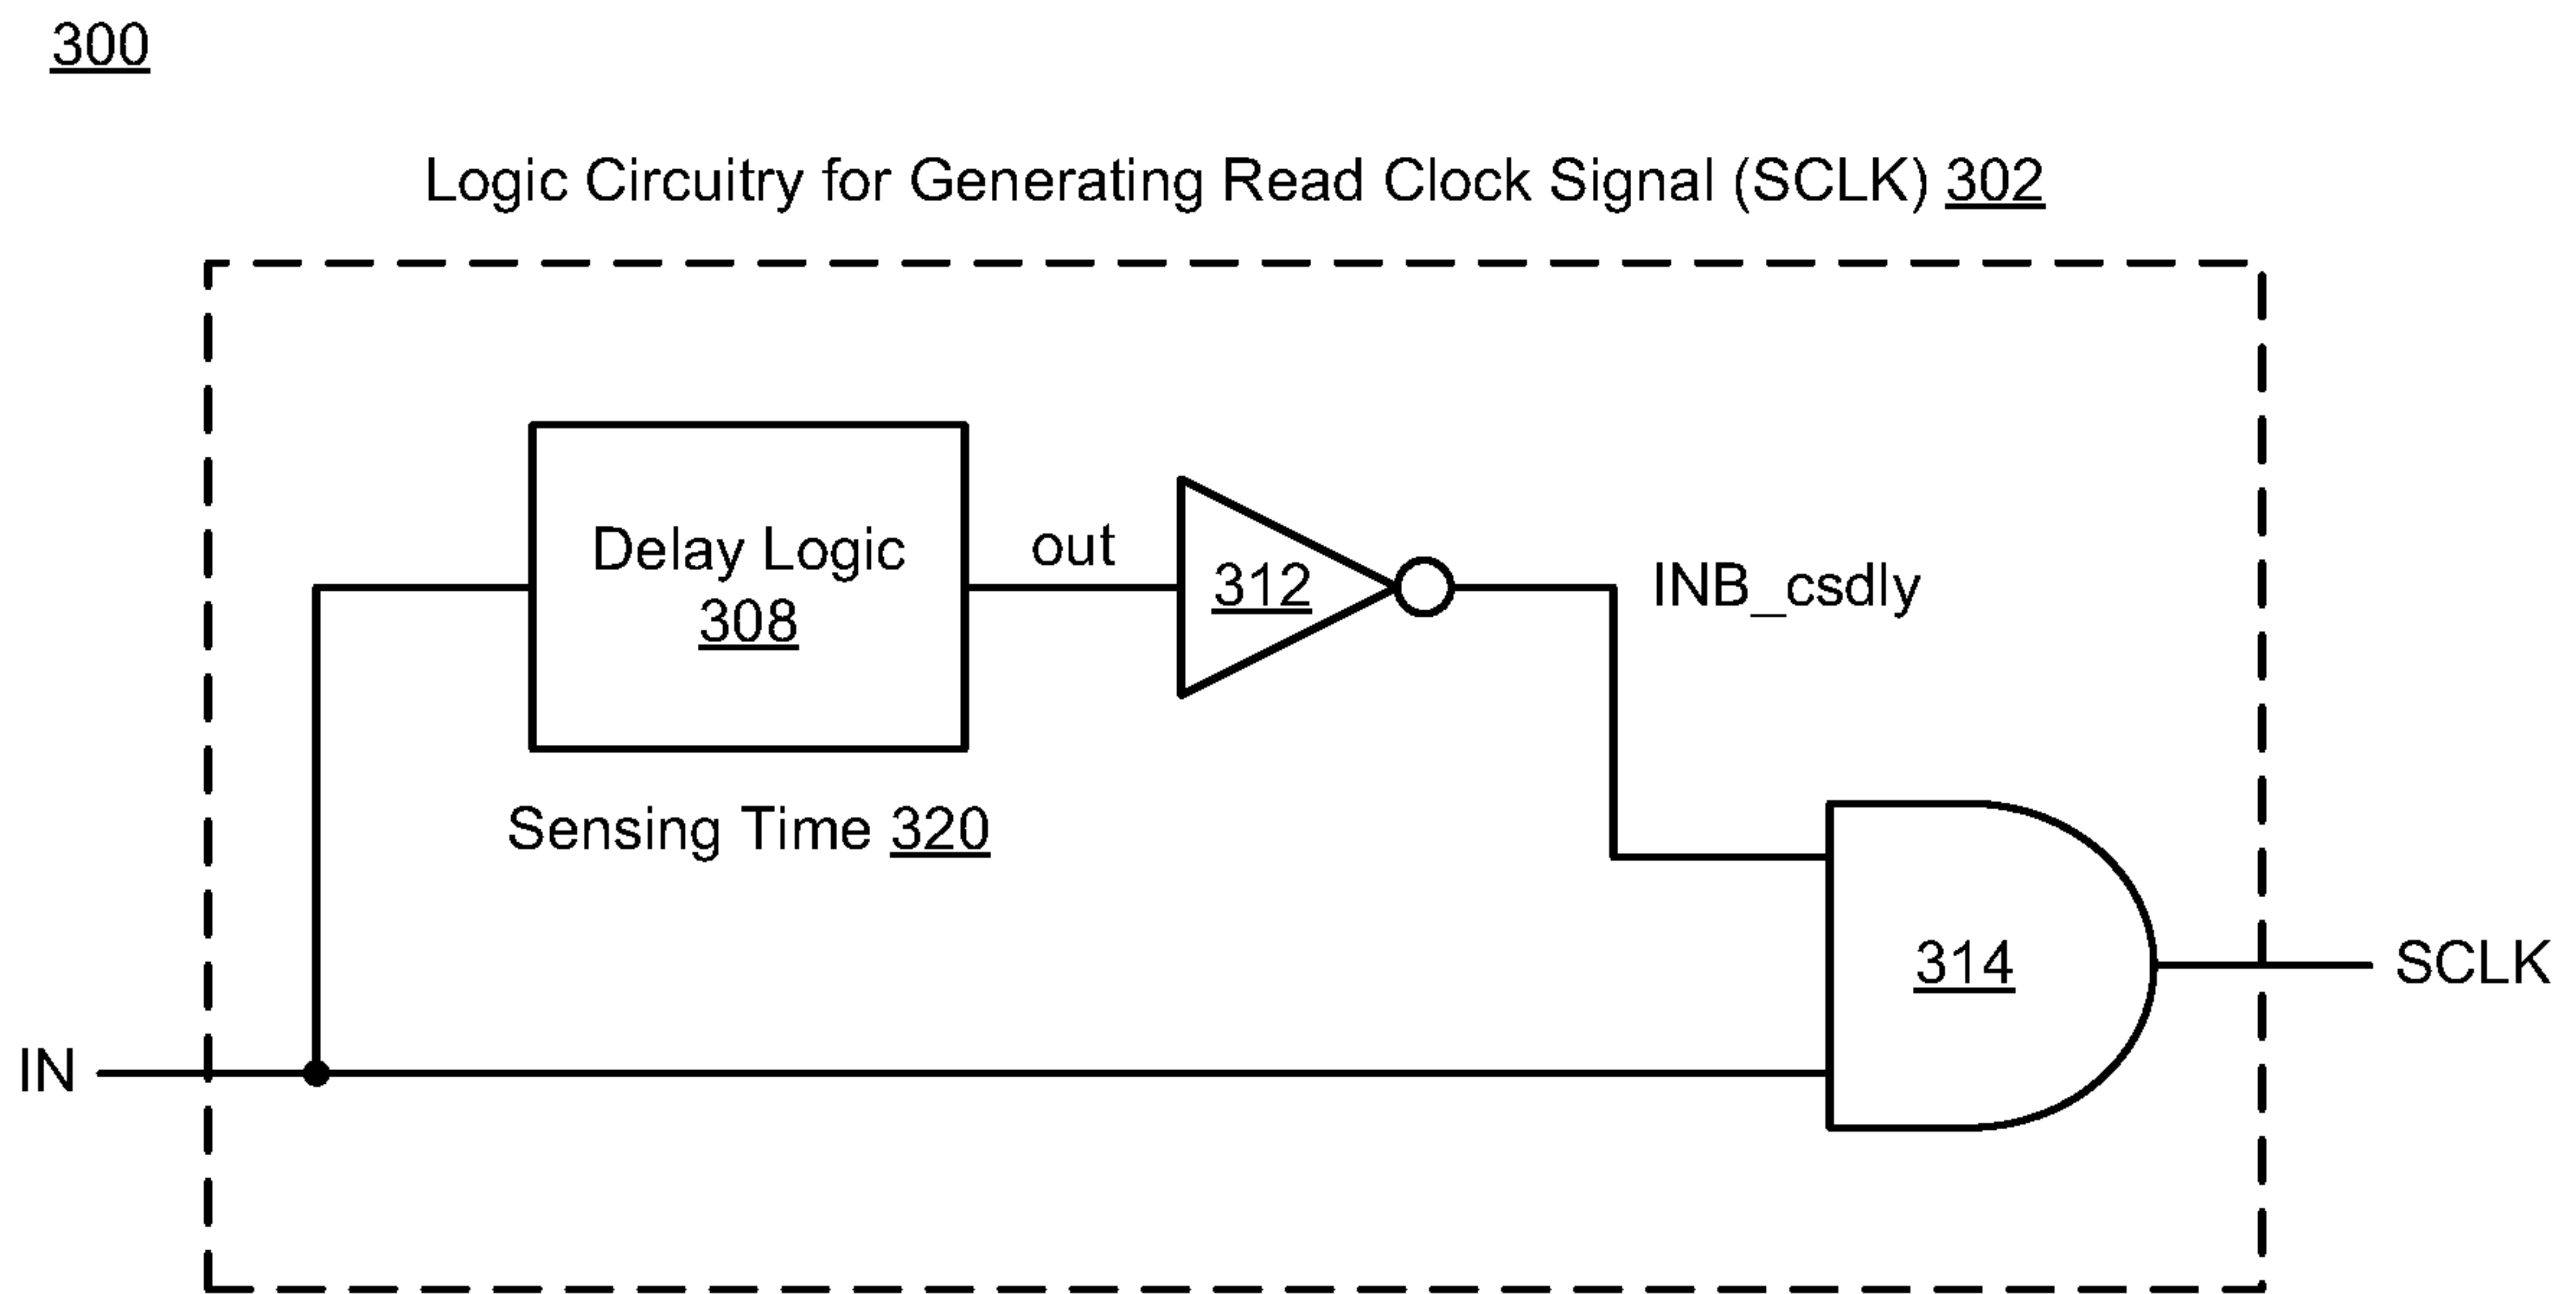 300
Logic Circuitry for Generating Read Clock Signal (SCLK) 302
Delay Logic
308
out
312
INB_csdly
Sensing Time 320
314
SCLK
IN